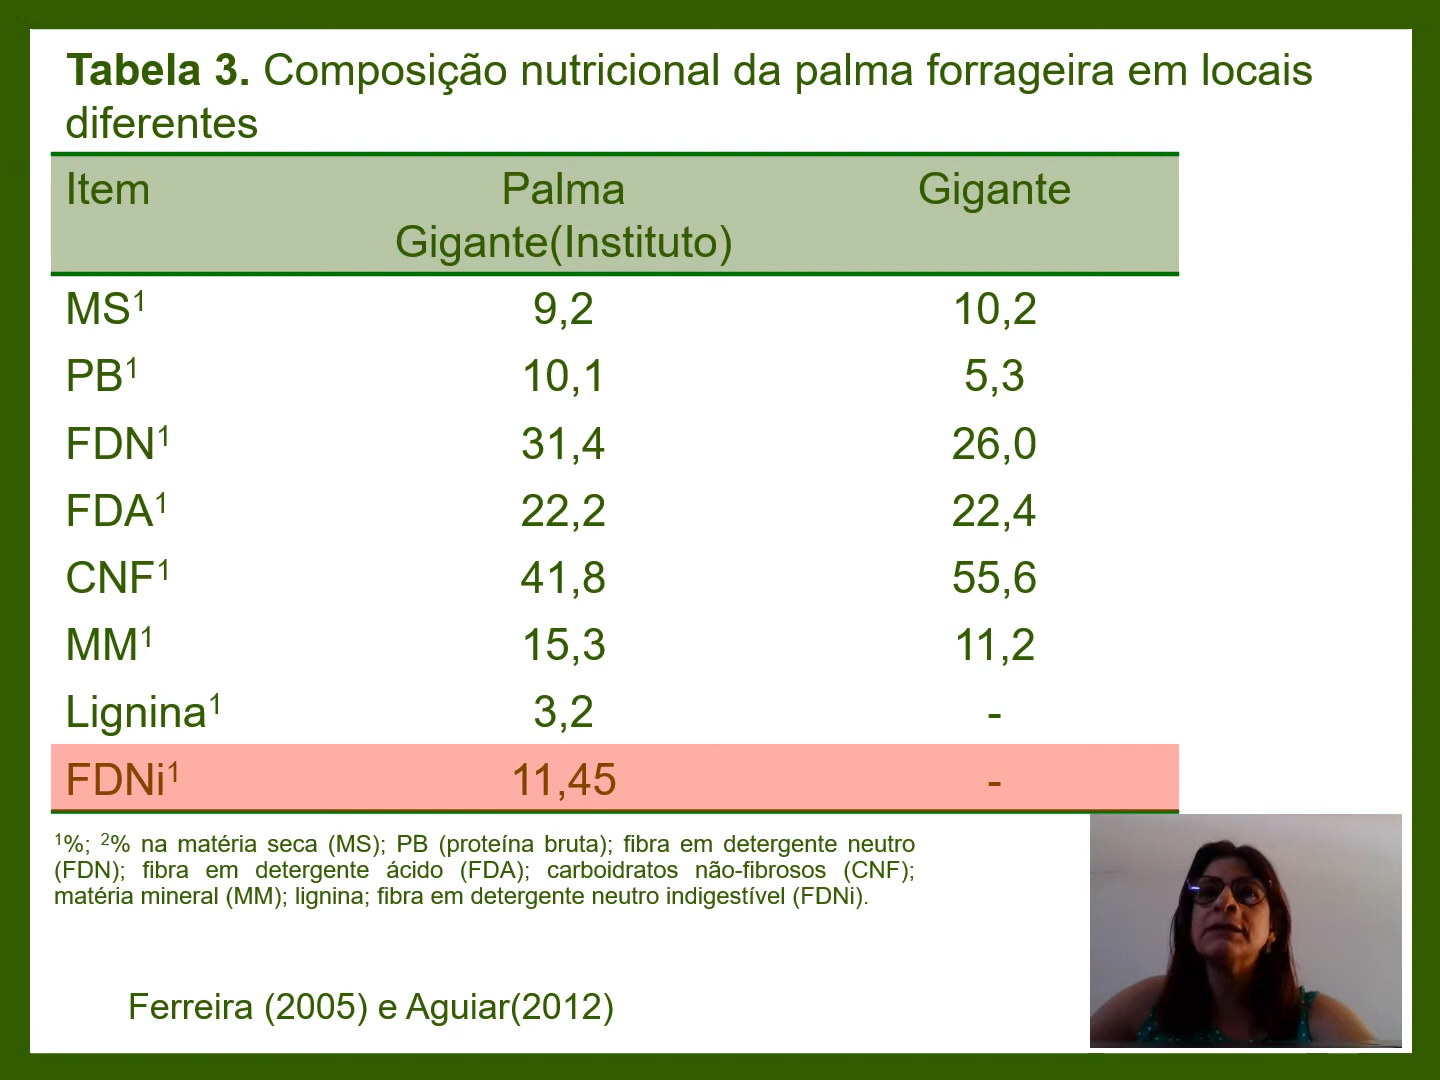 Tabela 3. Composição nutricional da palma forrageira em locais
diferentes
Item Palma Gigante
Gigante(Instituto)
MS¹ 9,2 10,2
PB¹ 10,1 5,3
FDN¹ 31,4 26,0
FDA¹ 22,2 22,4
CNF¹ 41,8 55,6
MM¹ 15,3 11,2
Lignina¹ 3,2 -
FDNi¹ 11,45 -
¹%; ²% na matéria seca (MS); PB (proteína bruta); fibra em detergente neutro
(FDN); fibra em detergente ácido (FDA); carboidratos não-fibrosos (CNF);
matéria mineral (MM); lignina; fibra em detergente neutro indigestível (FDNi).
Ferreira (2005) e Aguiar(2012)